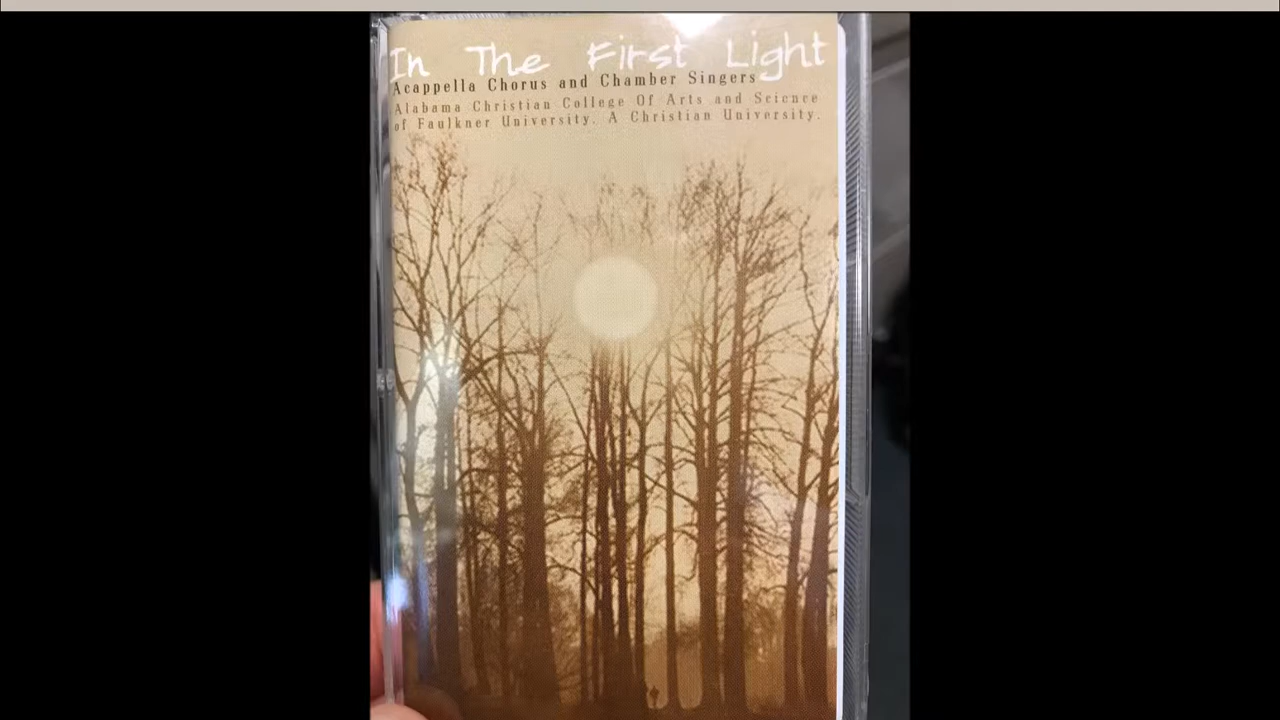 In The First Light
Acappella Chorus and Chamber Singers
Alabama Christian College Of Arts and Science
of Faulkner University. A Christian University.